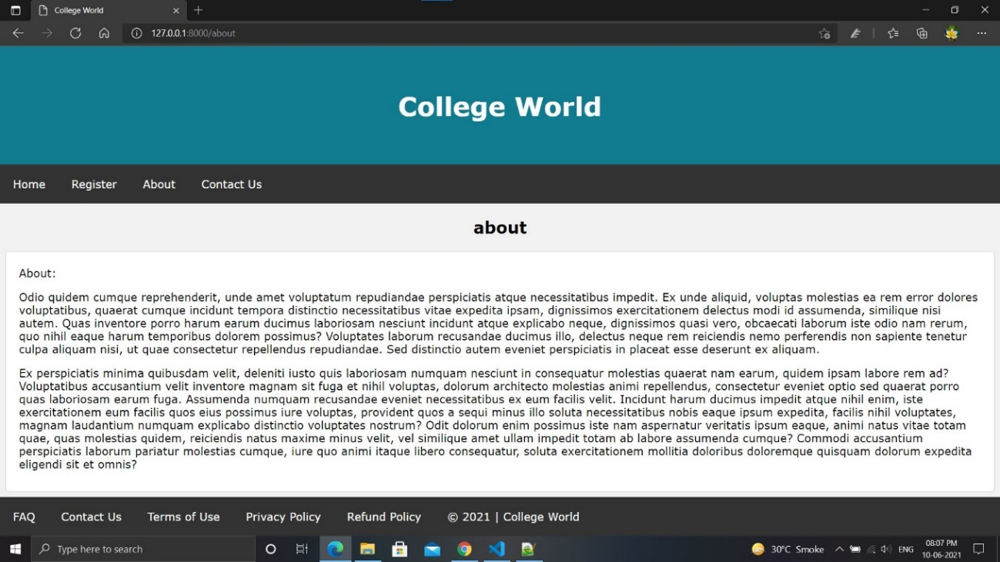 College World
127.0.0.1:8000/about
College World
Home Register About Contact Us
about
About:
Odio quidem cumque reprehenderit, unde amet voluptatum repudiandae perspiciatis atque necessitatibus impedit. Ex unde aliquid, voluptas molestias ea rem error dolores
voluptatibus, quaerat cumque incidunt tempora distinctio necessitatibus vitae expedita ipsam, dignissimos exercitationem delectus modi id assumenda, similique nisi
autem. Quas inventore porro harum earum ducimus laboriosam nesciunt incidunt atque explicabo neque, dignissimos quasi vero, obcaecati laborum iste odio nam rerum,
quo nihil eaque harum temporibus dolorem possimus? Voluptates laborum recusandae ducimus illo, delectus neque rem reiciendis nemo perferendis non sapiente tenetur
culpa aliquam nisi, ut quae consectetur repellendus repudiandae. Sed distinctio autem eveniet perspiciatis in placeat esse deserunt ex aliquam.
Ex perspiciatis minima quibusdam velit, deleniti iusto quis laboriosam numquam nesciunt in consequatur molestias quaerat nam earum, quidem ipsam labore rem ad?
Voluptatibus accusantium velit inventore magnam sit fuga et nihil voluptas, dolorum architecto molestias animi repellendus, consectetur eveniet optio sed quaerat porro
quas laboriosam earum fuga. Assumenda numquam recusandae eveniet necessitatibus ex eum facilis velit. Incidunt harum ducimus impedit atque nihil enim, iste
exercitationem eum facilis quos eius possimus iure voluptas, provident quos a sequi minus illo soluta necessitatibus nobis eaque ipsum expedita, facilis nihil voluptates,
magnam laudantium numquam explicabo distinctio voluptates nostrum? Odit dolorum enim possimus iste nam aspernatur veritatis ipsum eaque, animi natus vitae totam
quae, quas molestias quidem, reiciendis natus maxime minus velit, vel similique amet ullam impedit totam ab labore assumenda cumque? Commodi accusantium
perspiciatis laborum pariatur molestias cumque, iure quo animi itaque libero consequatur, soluta exercitationem mollitia doloribus doloremque quisquam dolorum expedita
eligendi sit et omnis?
FAQ Contact Us Terms of Use Privacy Policy Refund Policy © 2021 | College World
Type here to search 30°C Smoke ENG 08:07 PM
10-06-2021